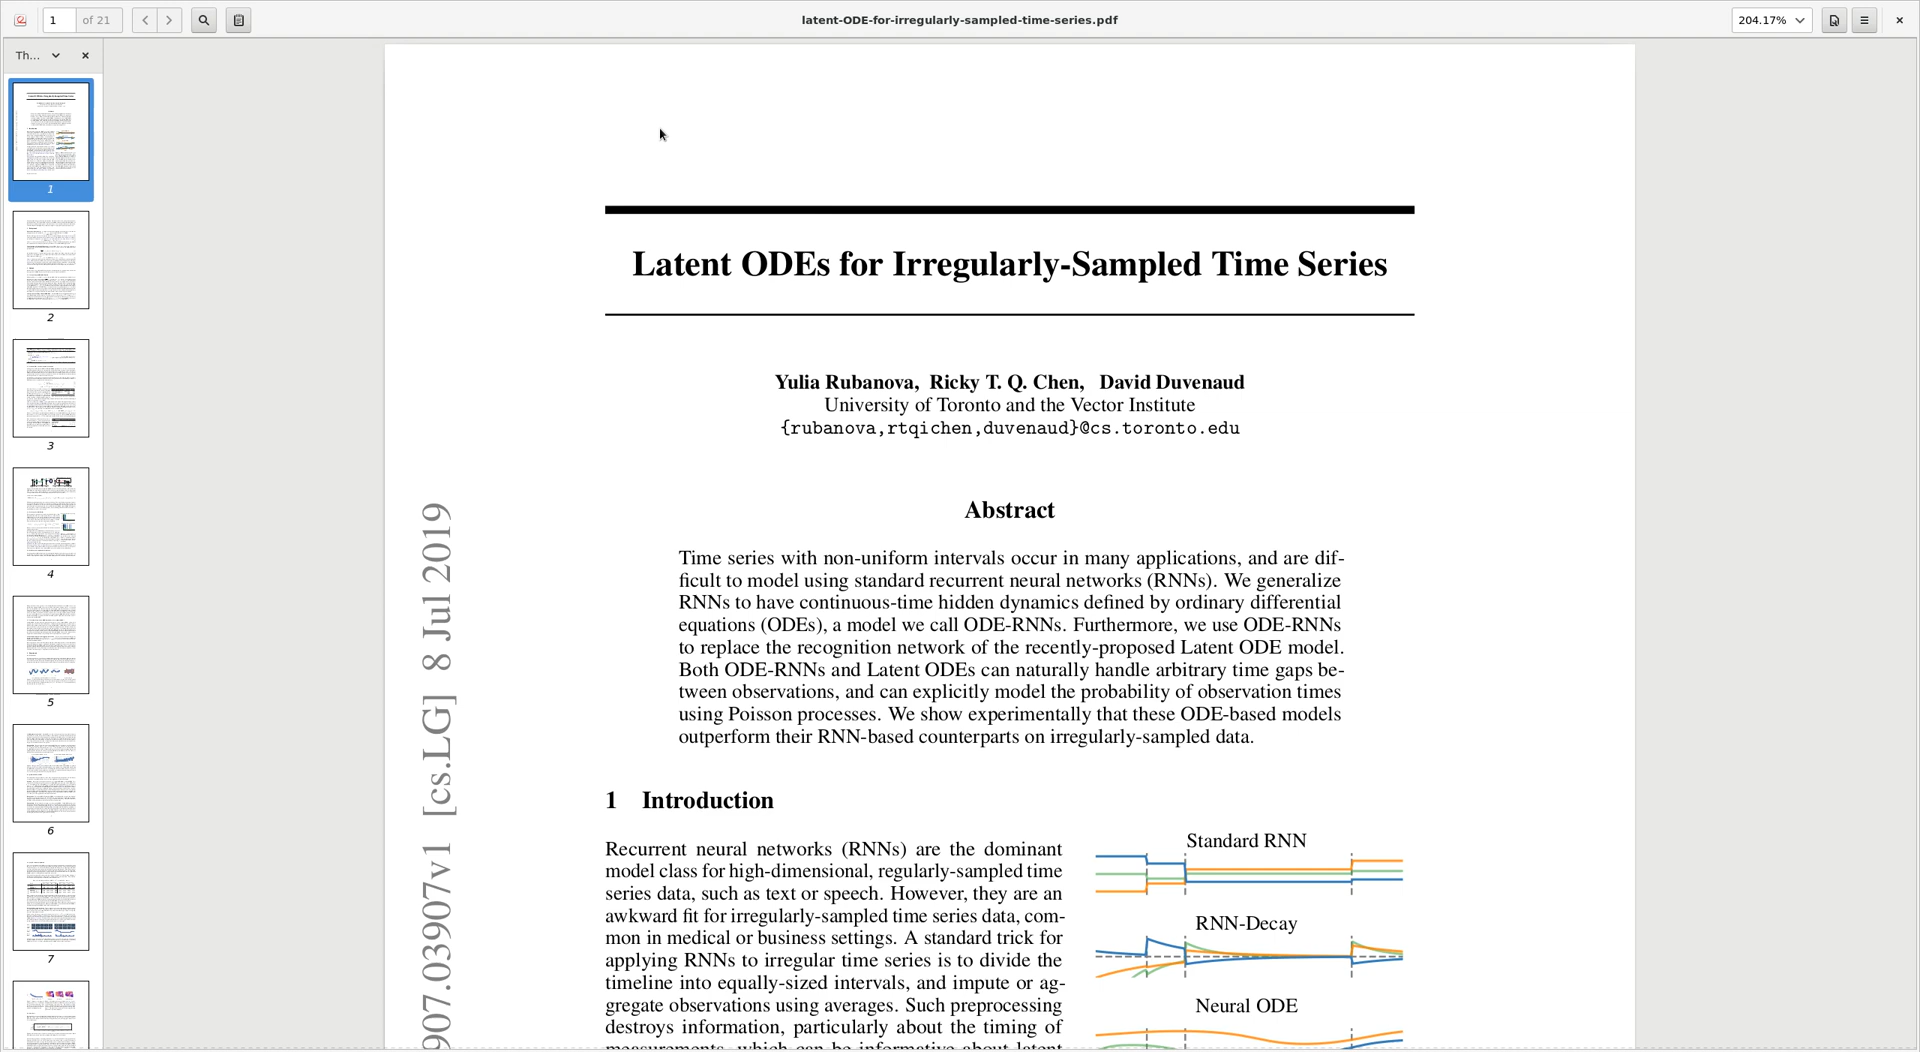 1 of 21
latent-ODE-for-irregularly-sampled-time-series.pdf
204.17%
Th...
1
2
3
4
5
6
7
Latent ODEs for Irregularly-Sampled Time Series
Yulia Rubanova, Ricky T. Q. Chen, David Duvenaud
University of Toronto and the Vector Institute
{rubanova,rtqichen,duvenaud}@cs.toronto.edu
Abstract
Time series with non-uniform intervals occur in many applications, and are dif-
ficult to model using standard recurrent neural networks (RNNs). We generalize
RNNs to have continuous-time hidden dynamics defined by ordinary differential
equations (ODEs), a model we call ODE-RNNs. Furthermore, we use ODE-RNNs
to replace the recognition network of the recently-proposed Latent ODE model.
Both ODE-RNNs and Latent ODEs can naturally handle arbitrary time gaps be-
tween observations, and can explicitly model the probability of observation times
using Poisson processes. We show experimentally that these ODE-based models
outperform their RNN-based counterparts on irregularly-sampled data.
907.03907v1 [cs.LG] 8 Jul 2019
1 Introduction
Recurrent neural networks (RNNs) are the dominant
model class for high-dimensional, regularly-sampled time
series data, such as text or speech. However, they are an
awkward fit for irregularly-sampled time series data, com-
mon in medical or business settings. A standard trick for
applying RNNs to irregular time series is to divide the
timeline into equally-sized intervals, and impute or ag-
gregate observations using averages. Such preprocessing
destroys information, particularly about the timing of
measurements, which can be informative about latent
Standard RNN
RNN-Decay
Neural ODE